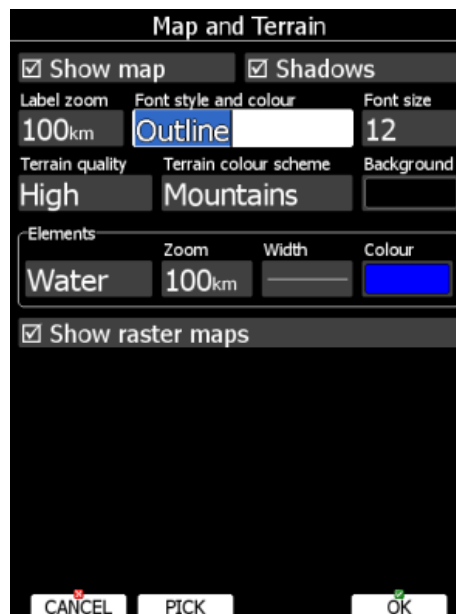 Map and Terrain
Show map Shadows
Label zoom Font style and colour Font size
100km Outline 12
Terrain quality Terrain colour scheme Background
High Mountains
Elements
Zoom Width Colour
Water 100km
Show raster maps
CANCEL PICK OK